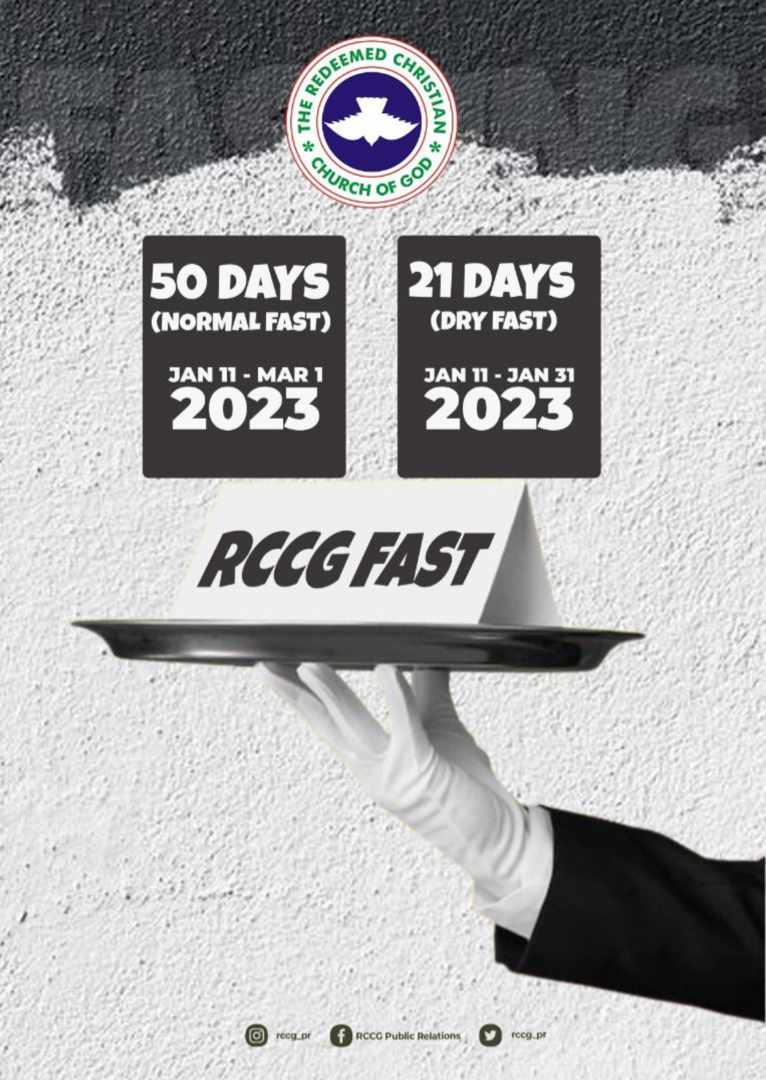 THE REDEEMED CHRISTIAN
* CHURCH OF GOD *
50 DAYS
(NORMAL FAST)
JAN 11 - MAR 1
2023
21 DAYS
(DRY FAST)
JAN 11 - JAN 31
2023
RCCG FAST
rccg_pr
RCCG Public Relations
rccg_pr